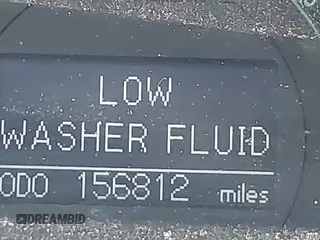 LOW
WASHER FLUID
ODO 156812 miles
DREAMBID